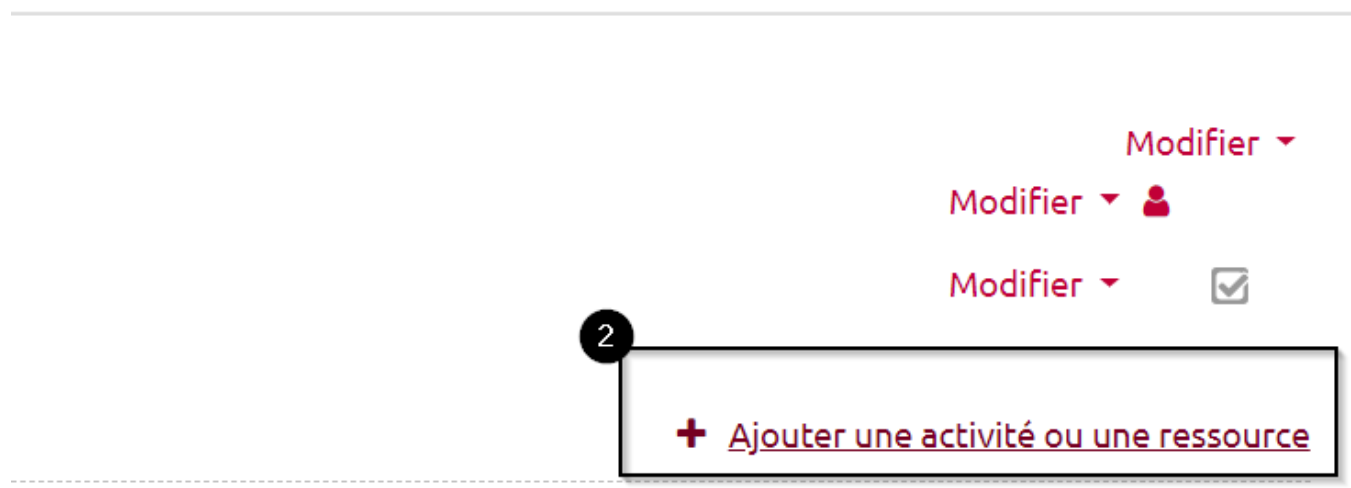 Modifier
Modifier
Modifier
2
Ajouter une activité ou une ressource